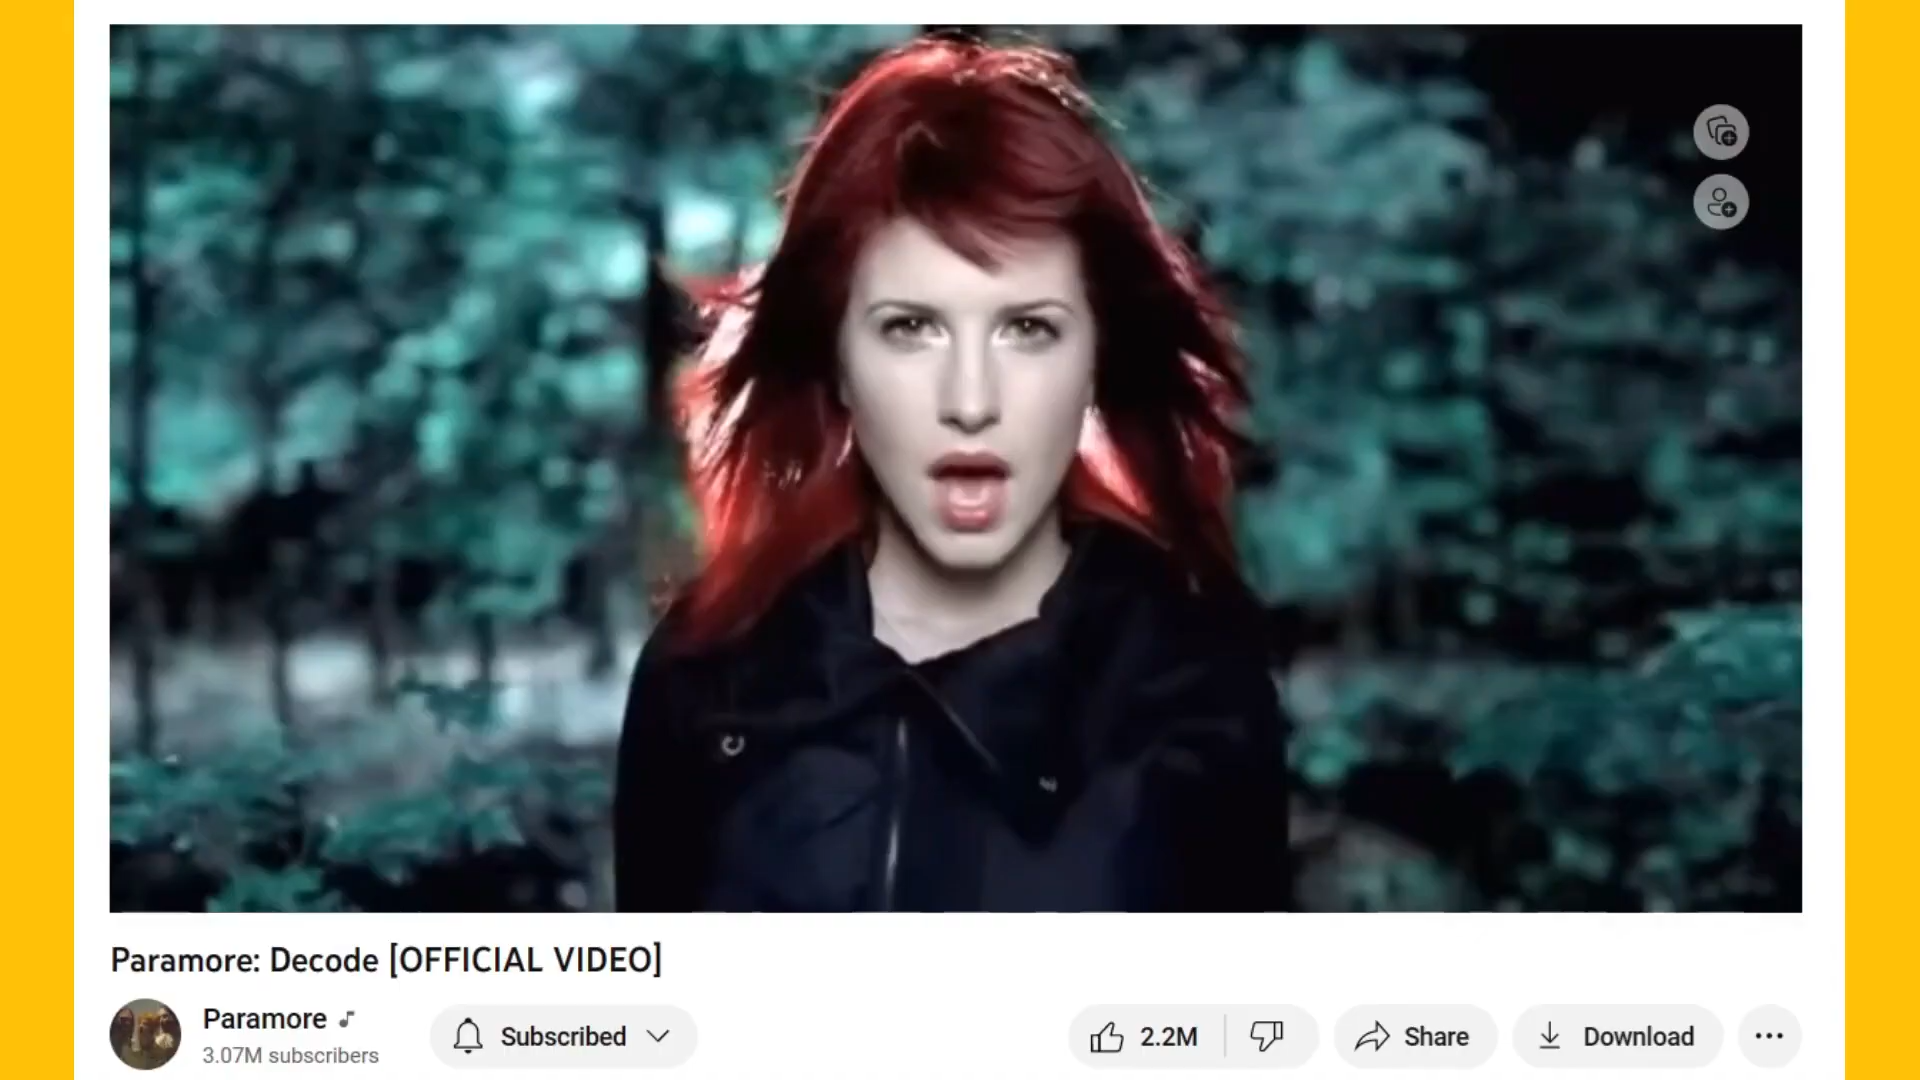 Paramore: Decode [OFFICIAL VIDEO]
Paramore
3.07M subscribers
Subscribed
2.2M
Share
Download